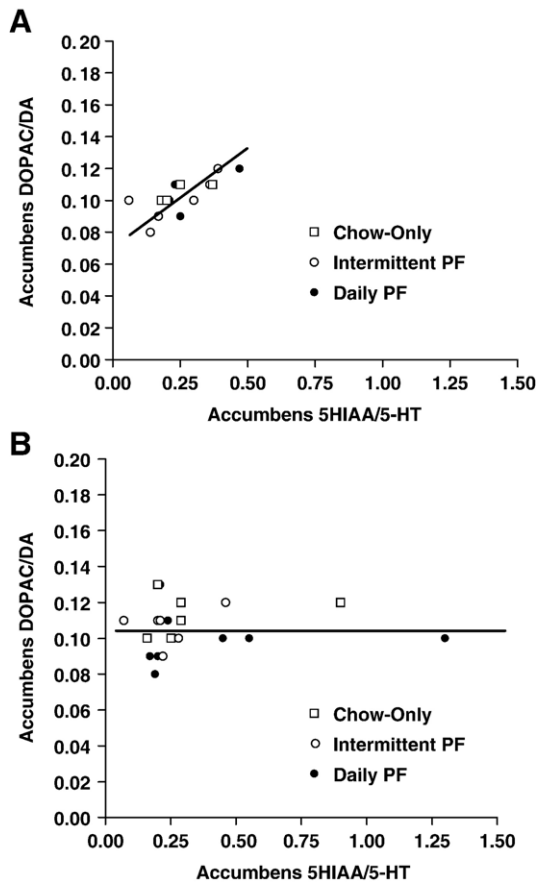 A
0.20
0.18
0.16
0.14
0.12
0.10
0.08
0.06
0.04
0.02
0.00
Accumbens DOPAC/DA
Chow-Only
Intermittent PF
Daily PF
0.00 0.25 0.50 0.75 1.00 1.25 1.50
Accumbens 5HIAA/5-HT
B
0.20
0.18
0.16
0.14
0.12
0.10
0.08
0.06
0.04
0.02
0.00
Accumbens DOPAC/DA
Chow-Only
Intermittent PF
Daily PF
0.00 0.25 0.50 0.75 1.00 1.25 1.50
Accumbens 5HIAA/5-HT